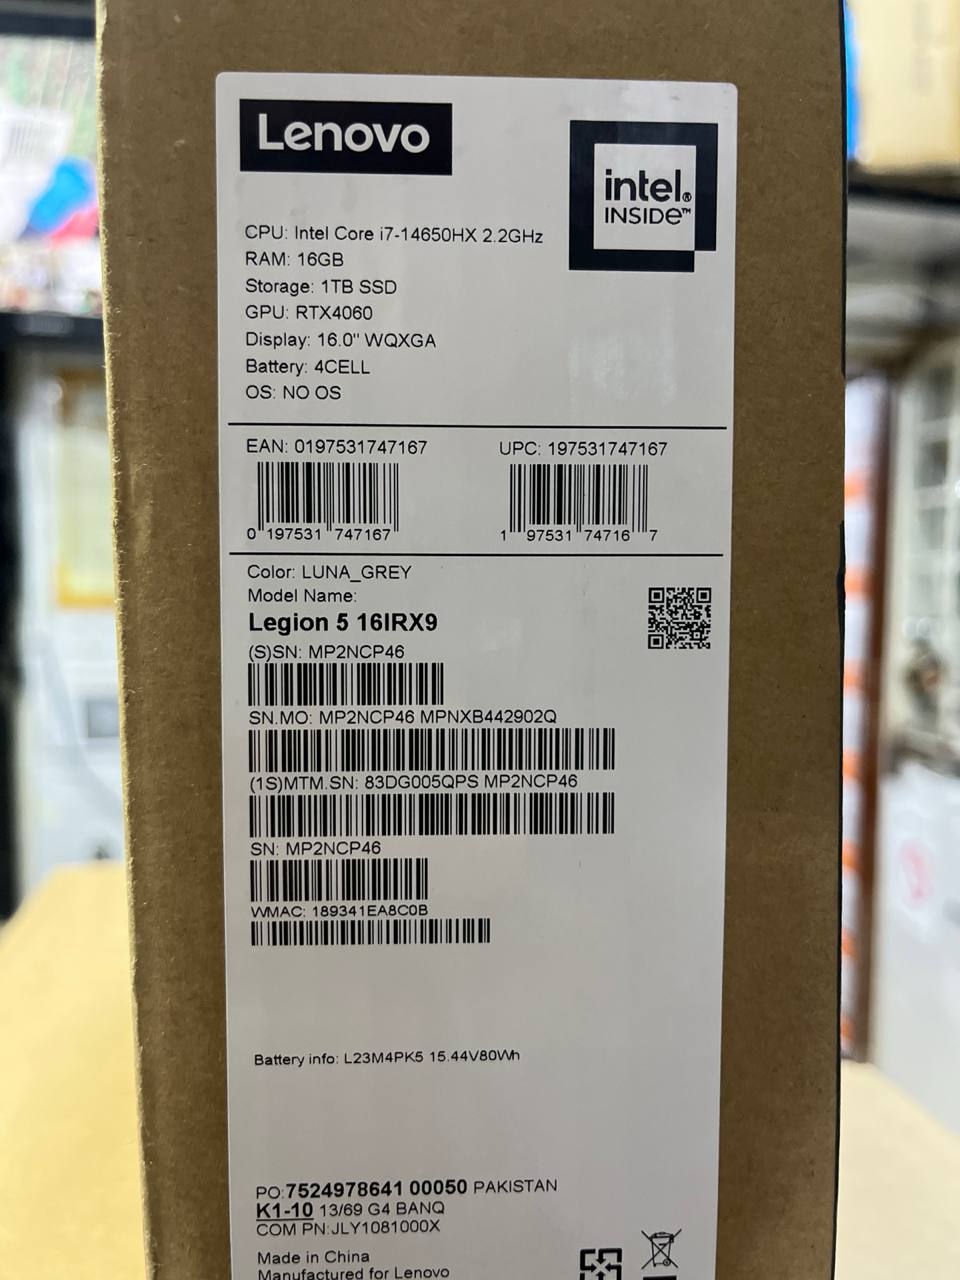 Lenovo
intel®
INSIDE™
CPU: Intel Core i7-14650HX 2.2GHz
RAM: 16GB
Storage: 1TB SSD
GPU: RTX4060
Display: 16.0" WQXGA
Battery: 4CELL
OS: NO OS
EAN: 0197531747167
UPC: 197531747167
0 197531 747167
1 97531 74716 7
Color: LUNA_GREY
Model Name:
Legion 5 16IRX9
(S)SN: MP2NCP46
SN.MO: MP2NCP46 MPNXB442902Q
(1S)MTM.SN: 83DG005QPS MP2NCP46
SN: MP2NCP46
WMAC: 189341EA8C0B
Battery info: L23M4PK5 15.44V80Wh
PO:7524978641 00050 PAKISTAN
K1-10 13/69 G4 BANQ
COM PN:JLY1081000X
Made in China
Manufactured for Lenovo